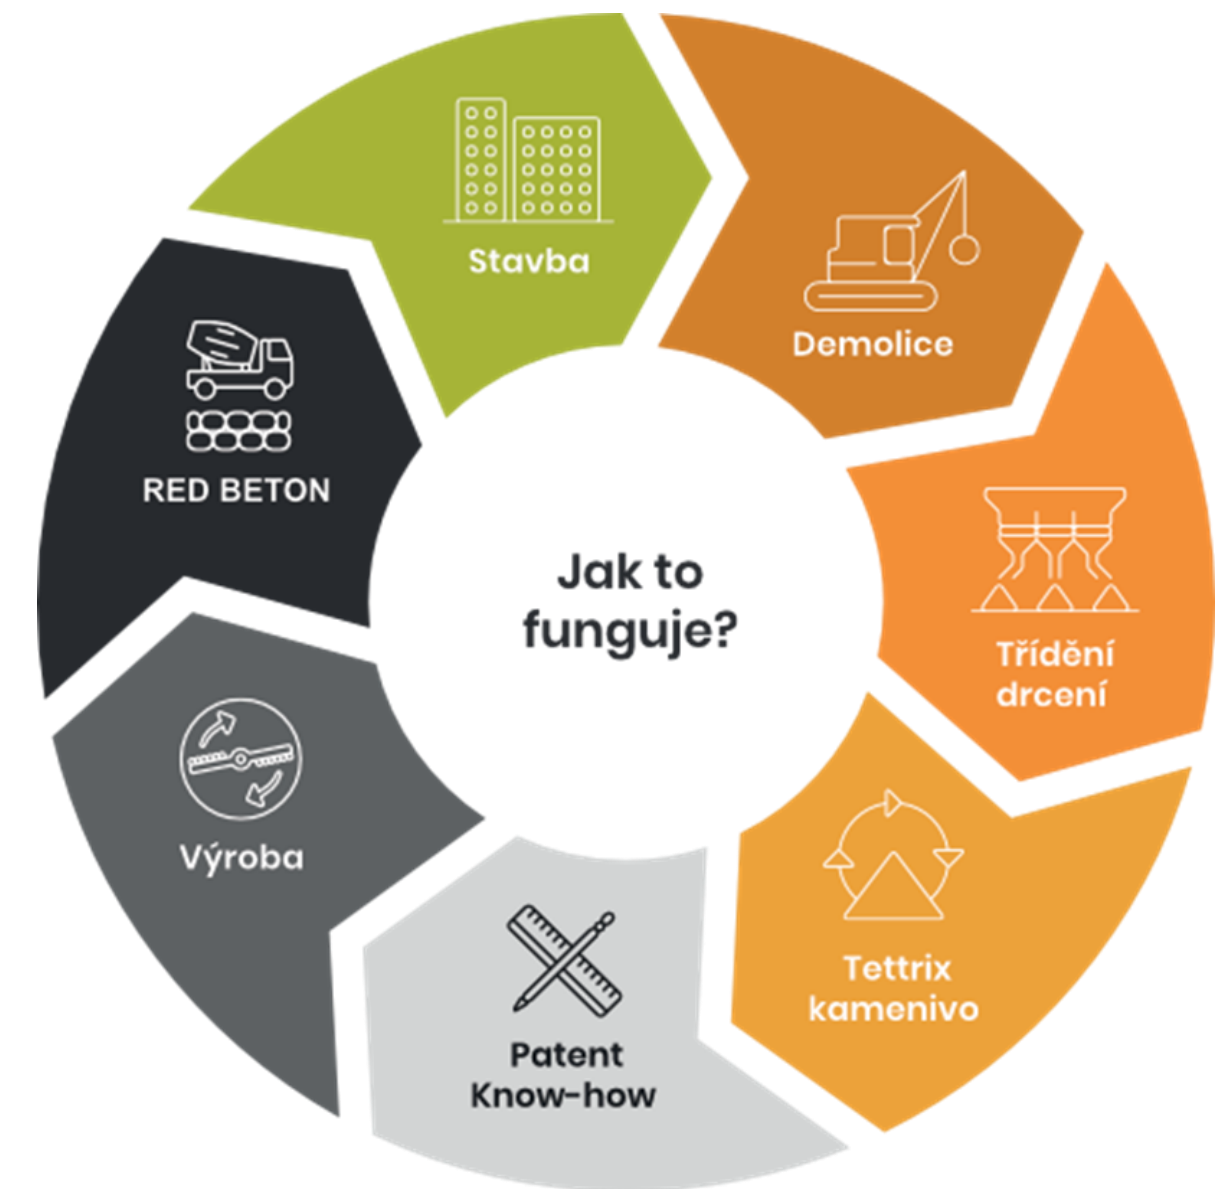 Jak to
funguje?
Stavba
Demolice
Třídění
drcení
Tettrix
kamenivo
Patent
Know-how
Výroba
RED BETON